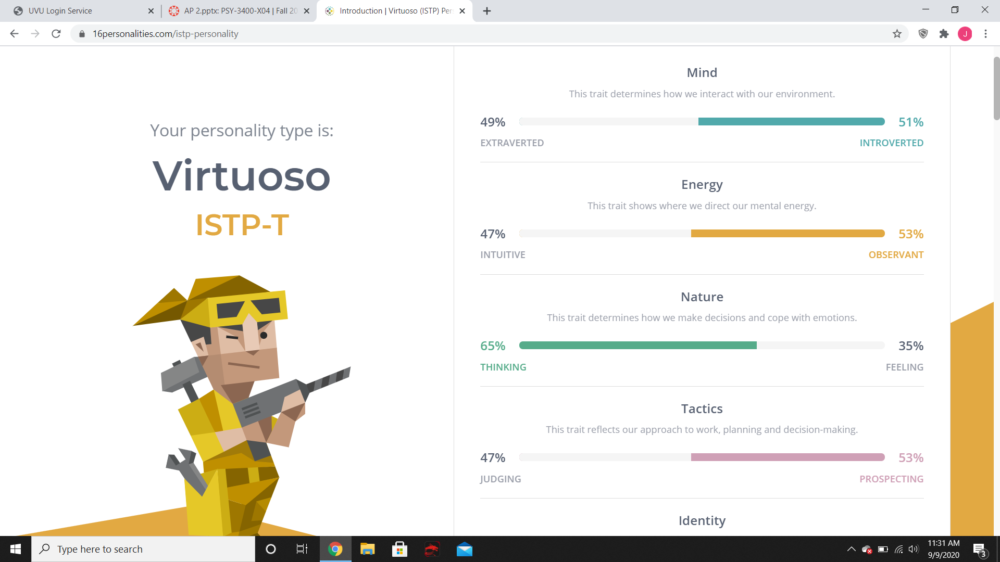 UVU Login Service
AP 2.pptx: PSY-3400-X04 | Fall 20
Introduction | Virtuoso (ISTP) Per
16personalities.com/istp-personality
J
Your personality type is:
Virtuoso
ISTP-T
Mind
This trait determines how we interact with our environment.
49% 51%
EXTRAVERTED INTROVERTED
Energy
This trait shows where we direct our mental energy.
47% 53%
INTUITIVE OBSERVANT
Nature
This trait determines how we make decisions and cope with emotions.
65% 35%
THINKING FEELING
Tactics
This trait reflects our approach to work, planning and decision-making.
47% 53%
JUDGING PROSPECTING
Identity
Type here to search
11:31 AM
9/9/2020
3